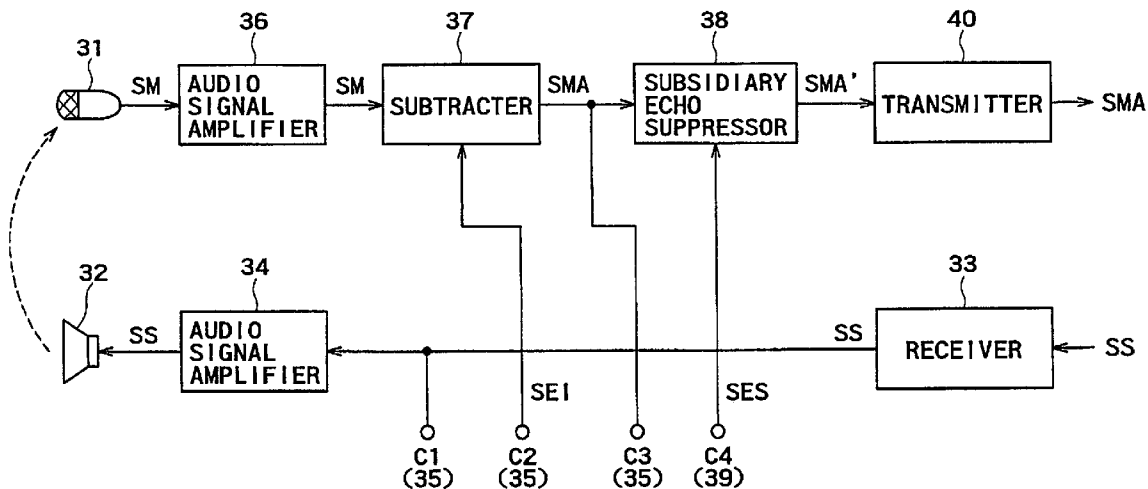 36
37
38
40
31
SM
AUDIO
SIGNAL
AMPLIFIER
SM
SUBTRACTER
SMA
SUBSIDIARY
ECHO
SUPPRESSOR
SMA'
TRANSMITTER
SMA
32
34
33
SS
AUDIO
SIGNAL
AMPLIFIER
SS
RECEIVER
SS
SEI
SES
C1
(35)
C2
(35)
C3
(35)
C4
(39)